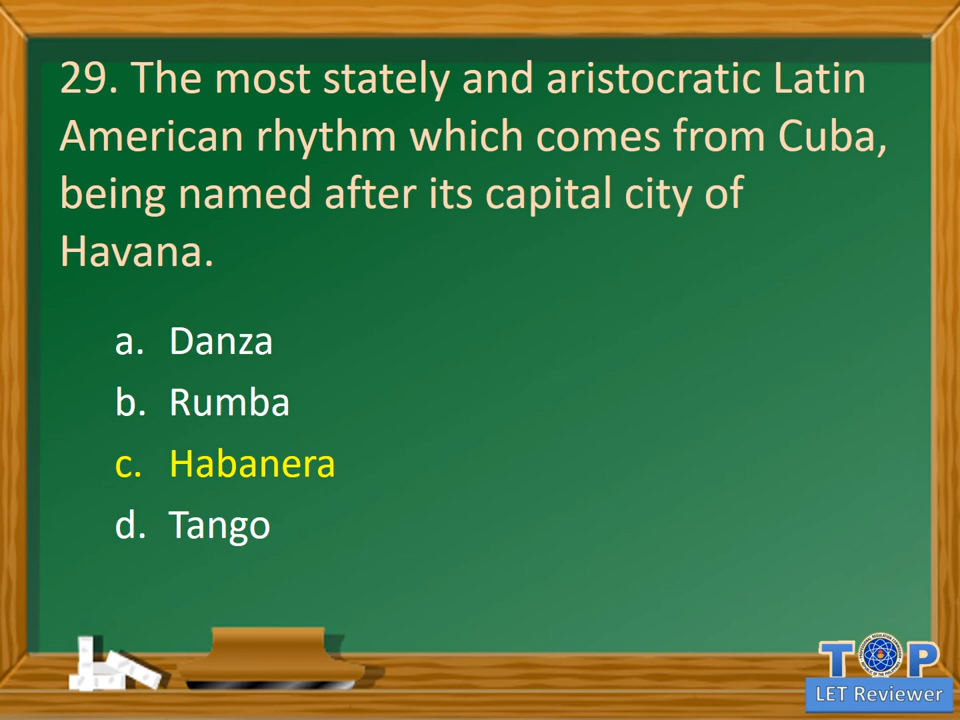 29. The most stately and aristocratic Latin
American rhythm which comes from Cuba,
being named after its capital city of
Havana.
a. Danza
b. Rumba
c. Habanera
d. Tango
TOP
LET Reviewer